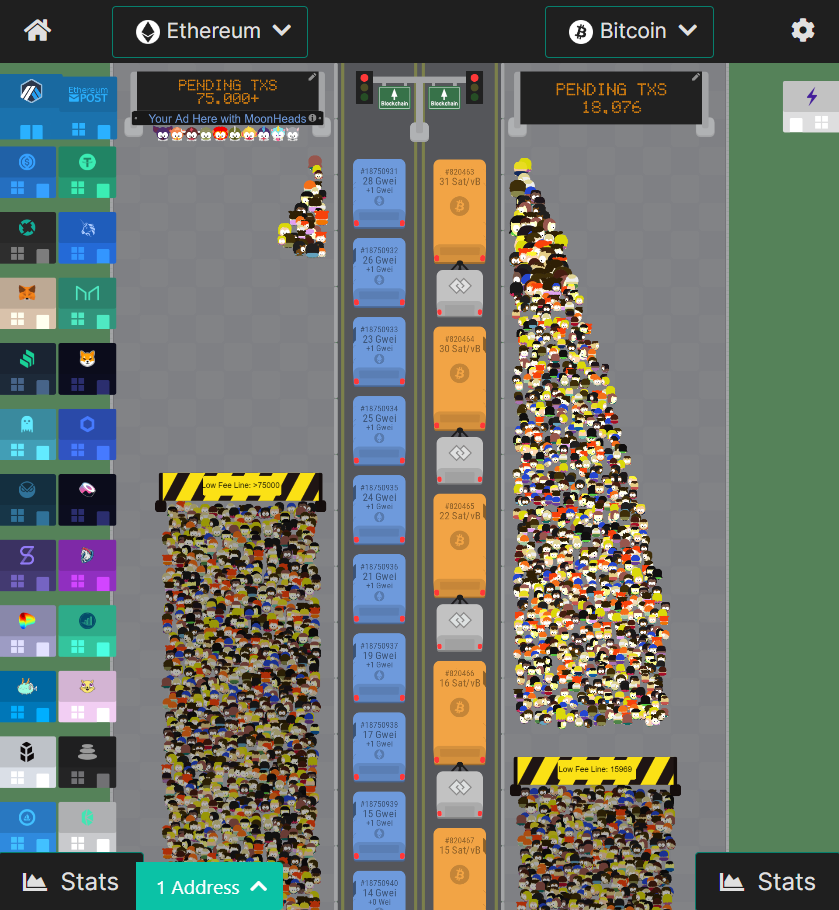 Ethereum
Bitcoin
PENDING TXS
75.000+
Your Ad Here with MoonHeads
PENDING TXS
18.076
Blockchain
Blockchain
Ethereum
POST
#18750931
28 Gwei
+1 Gwei
#18750932
26 Gwei
+1 Gwei
#18750933
23 Gwei
+1 Gwei
#18750934
25 Gwei
+1 Gwei
#18750935
24 Gwei
+1 Gwei
#18750936
21 Gwei
+1 Gwei
#18750937
19 Gwei
+1 Gwei
#18750938
17 Gwei
+1 Gwei
#18750939
15 Gwei
+1 Gwei
#18750940
14 Gwei
+0 Wei
#820463
31 Sat/vB
#820464
30 Sat/vB
#820465
22 Sat/vB
#820466
16 Sat/vB
#820467
15 Sat/vB
Low Fee Line: >75000
Low Fee Line: 15969
Stats
1 Address
Stats